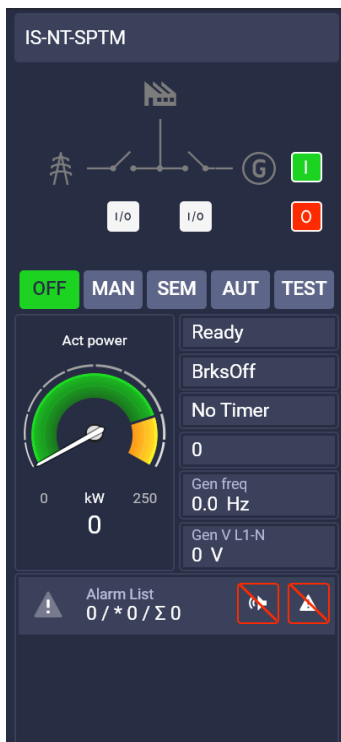 IS-NT-SPTM
G
I
I/O I/O O
OFF MAN SEM AUT TEST
Act power
0 kW 250
0
Ready
BrksOff
No Timer
0
Gen freq
0.0 Hz
Gen V L1-N
0 V
Alarm List
0 / * 0 / Σ 0